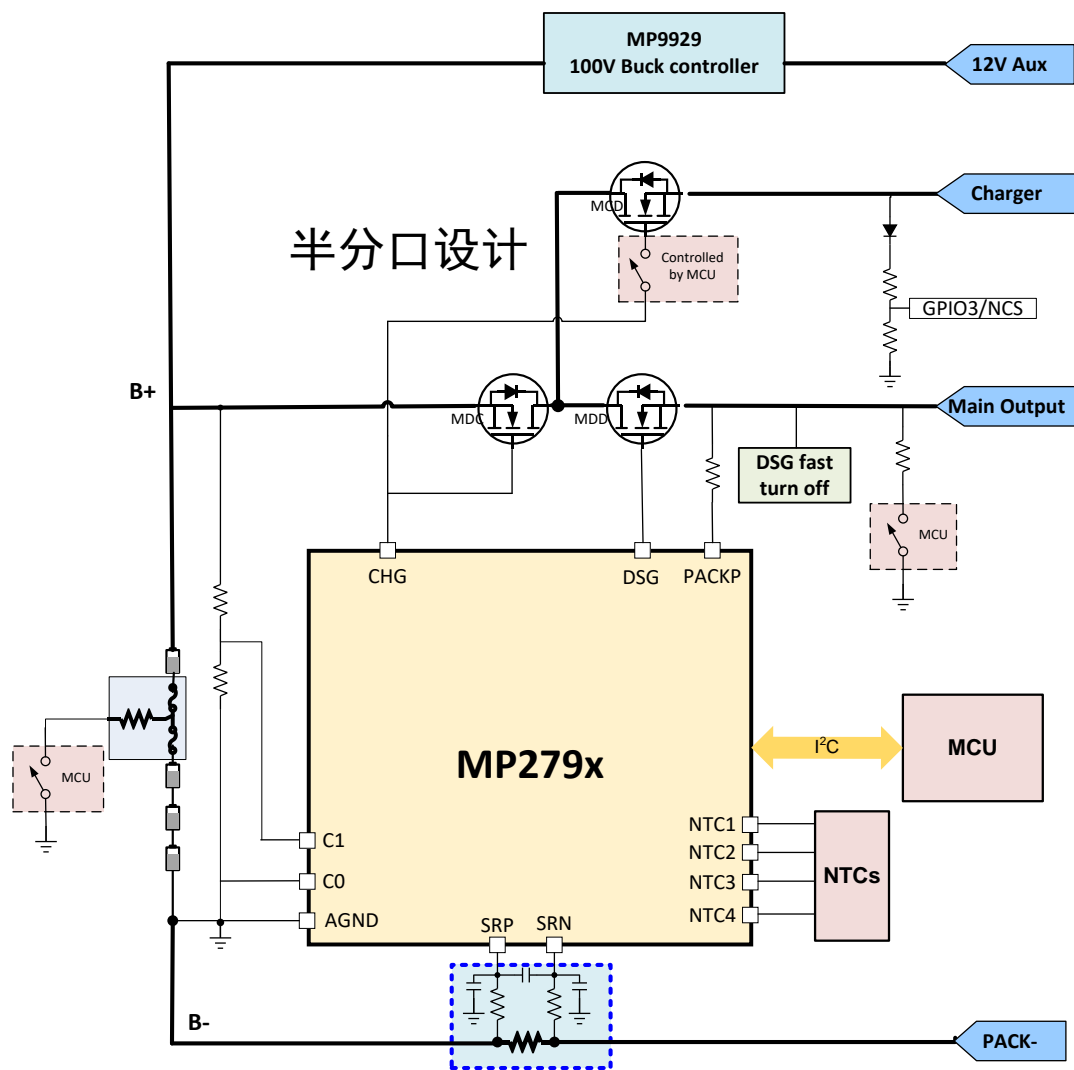 MP9929
100V Buck controller
12V Aux
MCD
Charger
半分口设计
Controlled
by MCU
GPIO3/NCS
B+
MDC
MDD
Main Output
DSG fast
turn off
MCU
CHG
DSG
PACKP
MP279x
I²C
MCU
MCU
C1
C0
AGND
NTC1
NTC2
NTC3
NTC4
NTCs
SRP
SRN
B-
PACK-